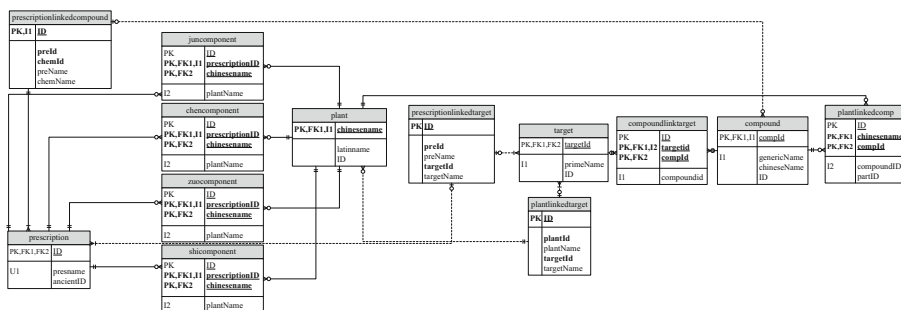 prescriptionlinkedcompound
PK,I1 ID
preId
chemId
preName
chemName
juncomponent
PK ID
PK,FK1,I1 prescriptionID
PK,FK2 chinesename
I2 plantName
chencomponent
PK ID
PK,FK1,I1 prescriptionID
PK,FK2 chinesename
I2 plantName
zuocomponent
PK ID
PK,FK1,I1 prescriptionID
PK,FK2 chinesename
I2 plantName
shicomponent
PK ID
PK,FK1,I1 prescriptionID
PK,FK2 chinesename
I2 plantName
prescription
PK,FK1,FK2 ID
U1 presname
ancientID
plant
PK,FK1,I1 chinesename
latinname
ID
prescriptionlinkedtarget
PK ID
preId
preName
targetId
targetName
target
PK,FK1,FK2 targetId
I1 primeName
ID
plantlinkedtarget
PK ID
plantId
plantName
targetId
targetName
compoundlinktarget
PK ID
PK,FK1,I2 targetid
PK,FK2 compId
I1 compoundid
compound
PK,FK1,I1 compId
I1 genericName
chineseName
ID
plantlinkedcomp
PK ID
PK,FK1 chinesename
PK,FK2 compId
I2 compoundID
partID